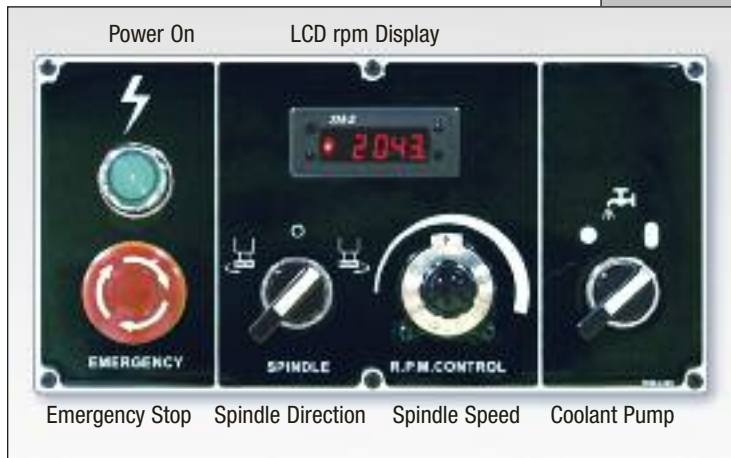 Power On LCD rpm Display
2043
EMERGENCY SPINDLE R.P.M.CONTROL
Emergency Stop Spindle Direction Spindle Speed Coolant Pump